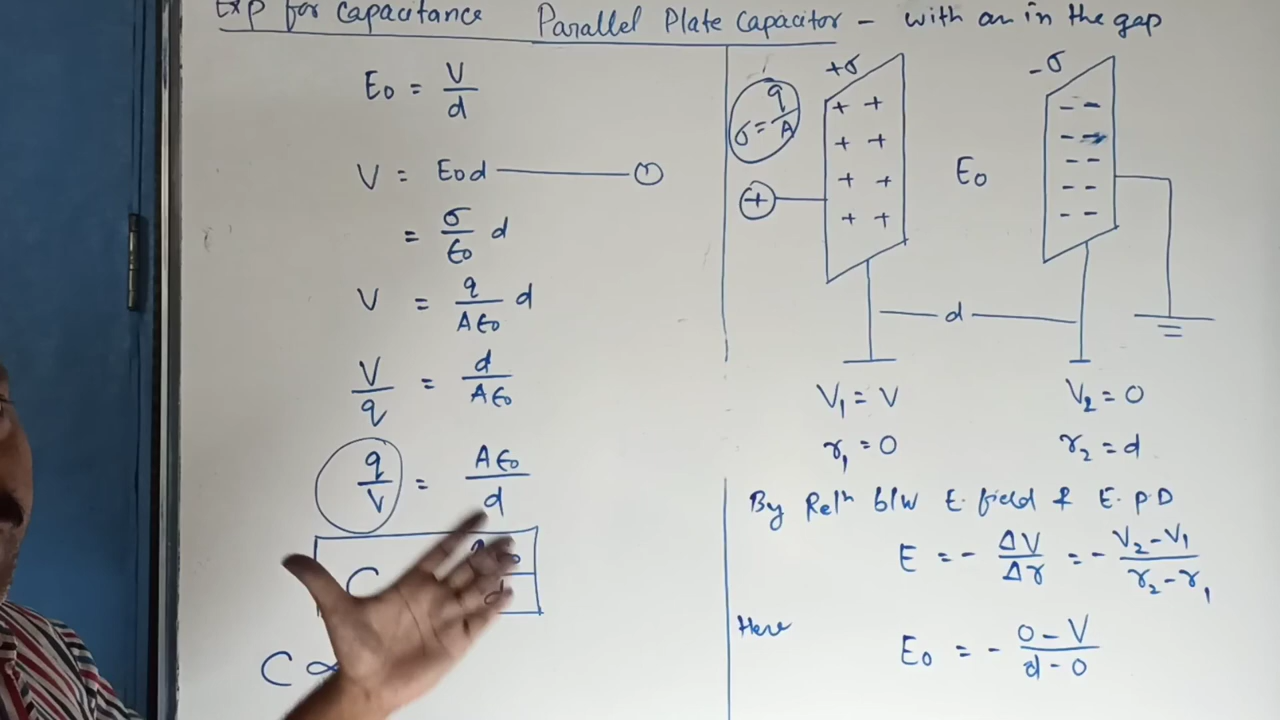 Exp for Capacitance Parallel Plate Capacitor - with an in the gap
E₀ = V/d
V = E₀d ——— ①
= σ/ε₀ d
V = q/Aε₀ d
V/q = d/Aε₀
q/V = Aε₀/d
C
C ∝
σ = q/A
+σ
-σ
+ +
+ +
+ +
+ +
- -
- -
- -
- -
- -
+
E₀
d
V₁ = V
V₂ = 0
r₁ = 0
r₂ = d
By Relⁿ b/w E. field & E. P.D
E = - ΔV/Δr = - V₂-V₁/r₂-r₁
Here
E₀ = - 0-V/d-0